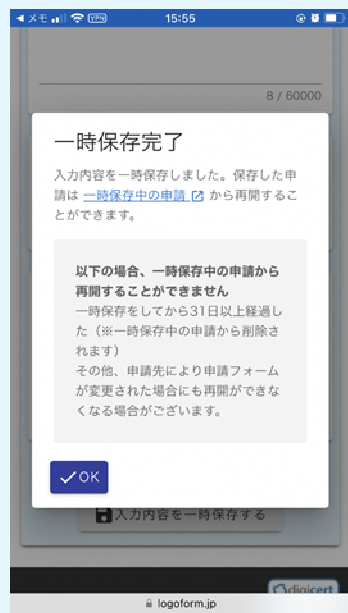 メモ
VPN
15:55
8 / 60000
一時保存完了
入力内容を一時保存しました。保存した申
請は 一時保存中の申請 から再開するこ
とができます。
以下の場合、一時保存中の申請から
再開することができません
一時保存をしてから31日以上経過し
た（※一時保存中の申請から削除さ
れます）
その他、申請先により申請フォーム
が変更された場合にも再開ができな
くなる場合がございます。
OK
入力内容を一時保存する
digicert
logoform.jp